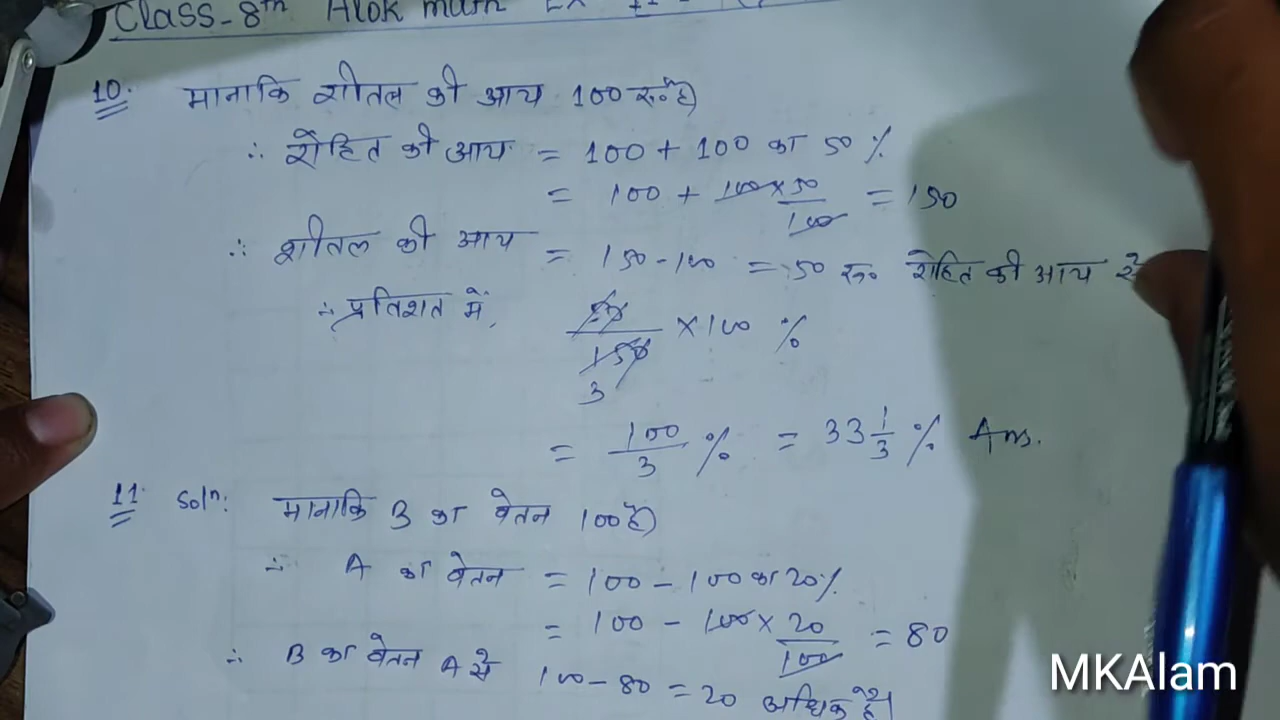 Class-8th Alok math Ex
10. मानाकि शीतल की आय 100 रु० है
∴ रोहित की आय = 100 + 100 का 50 %
= 100 + 100×50/100 = 150
∴ शीतल की आय = 150-100 = 50 रु० रोहित की आय से
∴ प्रतिशत में, 50/150 ×100 %
3
= 100/3 % = 33 1/3 % Ans.
11. Soln: मानाकि B का वेतन 100 है
∴ A का वेतन = 100 - 100 का 20%
= 100 - 100×20/100 = 80
∴ B का वेतन A से 100-80 = 20 अधिक है।
MKAlam